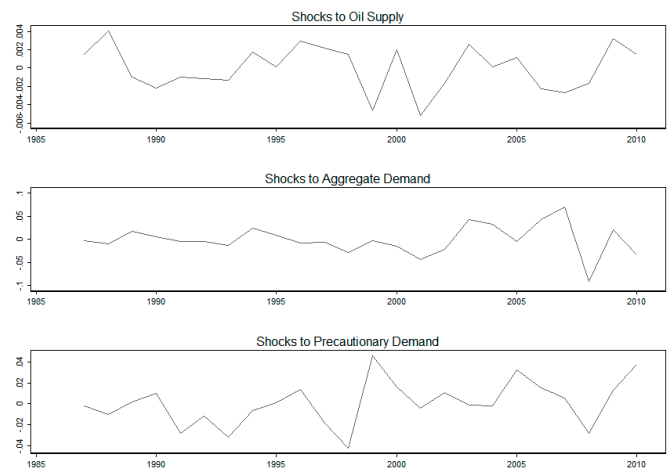 Shocks to Oil Supply
.004
.002
0
-.002
-.004
-.006
1985 1990 1995 2000 2005 2010
Shocks to Aggregate Demand
.1
.05
0
-.05
-.1
1985 1990 1995 2000 2005 2010
Shocks to Precautionary Demand
.04
.02
0
-.02
-.04
1985 1990 1995 2000 2005 2010